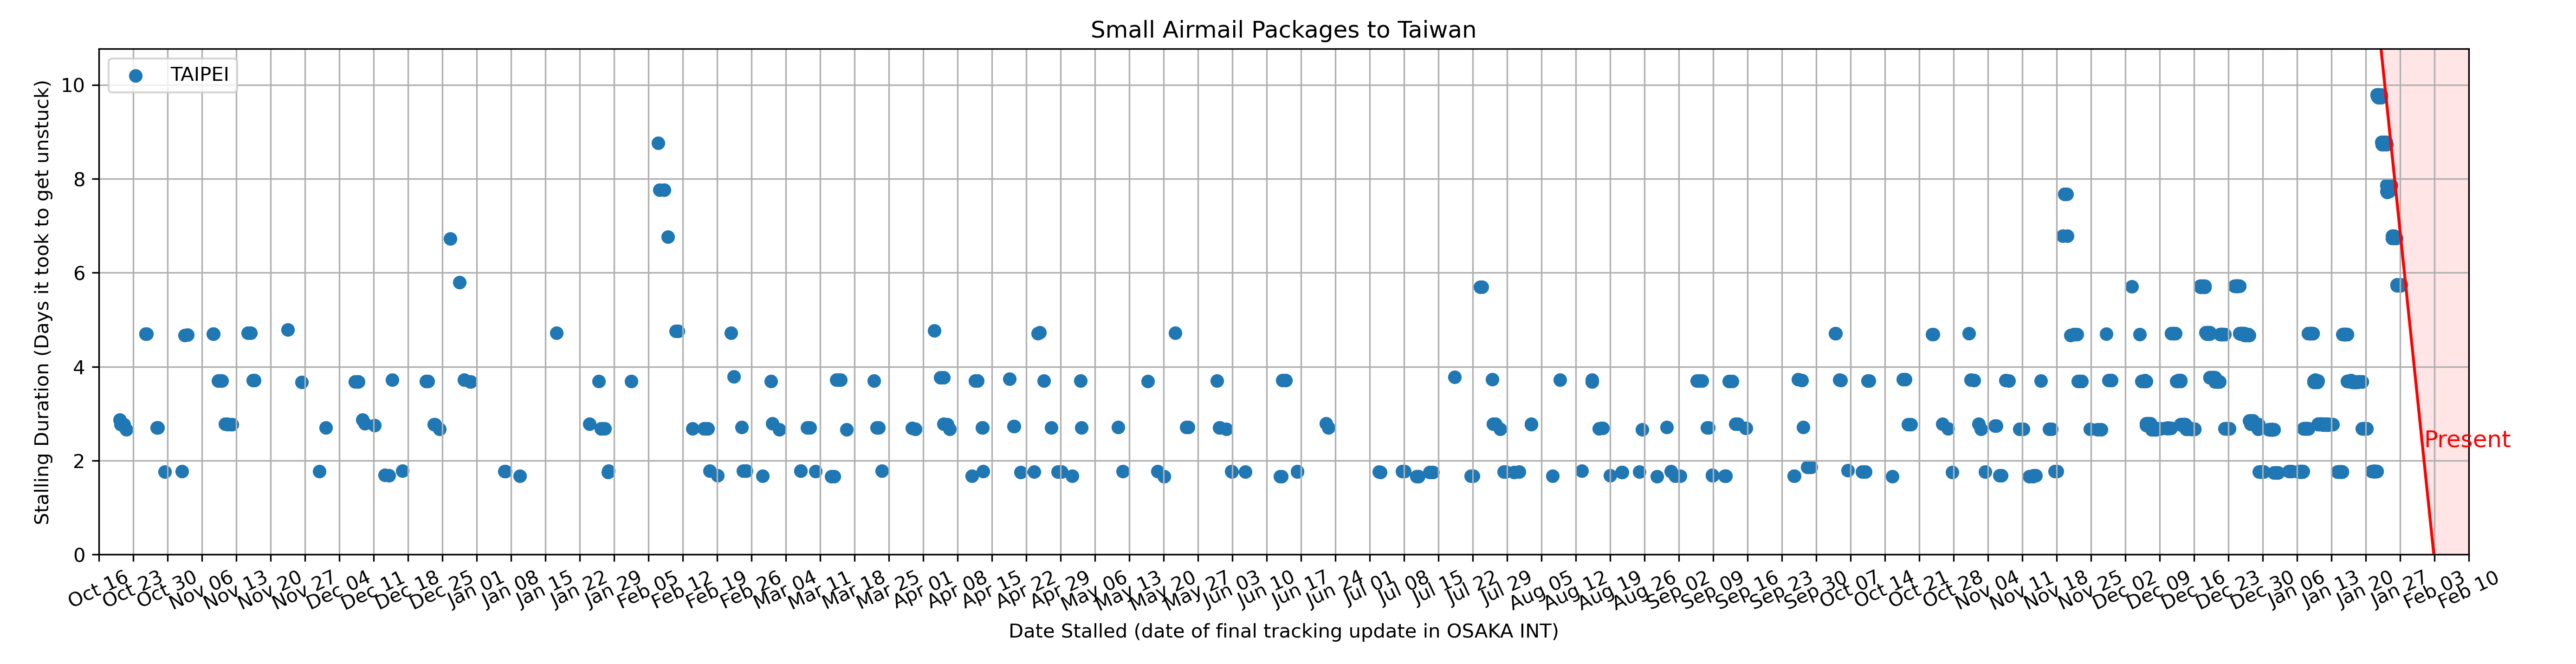 Small Airmail Packages to Taiwan
TAIPEI
Stalling Duration (Days it took to get unstuck)
10
8
6
4
2
0
Present
Oct 16
Oct 23
Oct 30
Nov 06
Nov 13
Nov 20
Nov 27
Dec 04
Dec 11
Dec 18
Dec 25
Jan 01
Jan 08
Jan 15
Jan 22
Jan 29
Feb 05
Feb 12
Feb 19
Feb 26
Mar 04
Mar 11
Mar 18
Mar 25
Apr 01
Apr 08
Apr 15
Apr 22
Apr 29
May 06
May 13
May 20
May 27
Jun 03
Jun 10
Jun 17
Jun 24
Jul 01
Jul 08
Jul 15
Jul 22
Jul 29
Aug 05
Aug 12
Aug 19
Aug 26
Sep 02
Sep 09
Sep 16
Sep 23
Sep 30
Oct 07
Oct 14
Oct 21
Oct 28
Nov 04
Nov 11
Nov 18
Nov 25
Dec 02
Dec 09
Dec 16
Dec 23
Dec 30
Jan 06
Jan 13
Jan 20
Jan 27
Feb 03
Feb 10
Date Stalled (date of final tracking update in OSAKA INT)